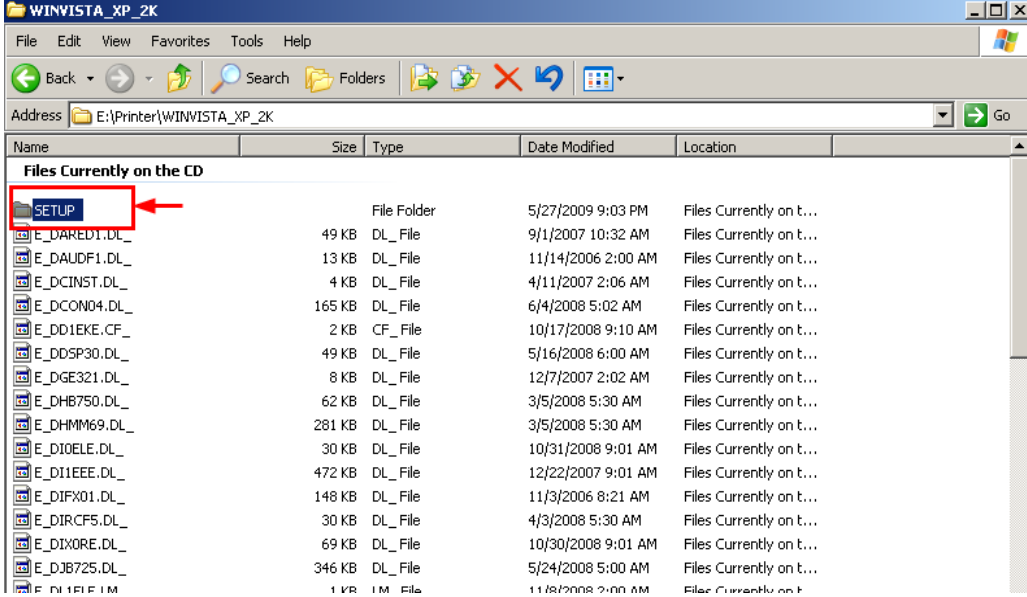 WINVISTA_XP_2K
File Edit View Favorites Tools Help
Back Search Folders
Address E:\Printer\WINVISTA_XP_2K Go
Name Size Type Date Modified Location
Files Currently on the CD
SETUP File Folder 5/27/2009 9:03 PM Files Currently on t...
E_DARED1.DL_ 49 KB DL_ File 9/1/2007 10:32 AM Files Currently on t...
E_DAUDF1.DL_ 13 KB DL_ File 11/14/2006 2:00 AM Files Currently on t...
E_DCINST.DL_ 4 KB DL_ File 4/11/2007 2:06 AM Files Currently on t...
E_DCON04.DL_ 165 KB DL_ File 6/4/2008 5:02 AM Files Currently on t...
E_DD1EKE.CF_ 2 KB CF_ File 10/17/2008 9:10 AM Files Currently on t...
E_DDSP30.DL_ 49 KB DL_ File 5/16/2008 6:00 AM Files Currently on t...
E_DGE321.DL_ 8 KB DL_ File 12/7/2007 2:02 AM Files Currently on t...
E_DHB750.DL_ 62 KB DL_ File 3/5/2008 5:30 AM Files Currently on t...
E_DHMM69.DL_ 281 KB DL_ File 3/5/2008 5:30 AM Files Currently on t...
E_DI0ELE.DL_ 30 KB DL_ File 10/31/2008 9:01 AM Files Currently on t...
E_DI1EEE.DL_ 472 KB DL_ File 12/22/2007 9:01 AM Files Currently on t...
E_DIFX01.DL_ 148 KB DL_ File 11/3/2006 8:21 AM Files Currently on t...
E_DIRCF5.DL_ 30 KB DL_ File 4/3/2008 5:30 AM Files Currently on t...
E_DIX0RE.DL_ 69 KB DL_ File 10/30/2008 9:01 AM Files Currently on t...
E_DJB725.DL_ 346 KB DL_ File 5/24/2008 5:00 AM Files Currently on t...
1 KB LM_ File 11/8/2008 2:00 AM Files Currently on t...